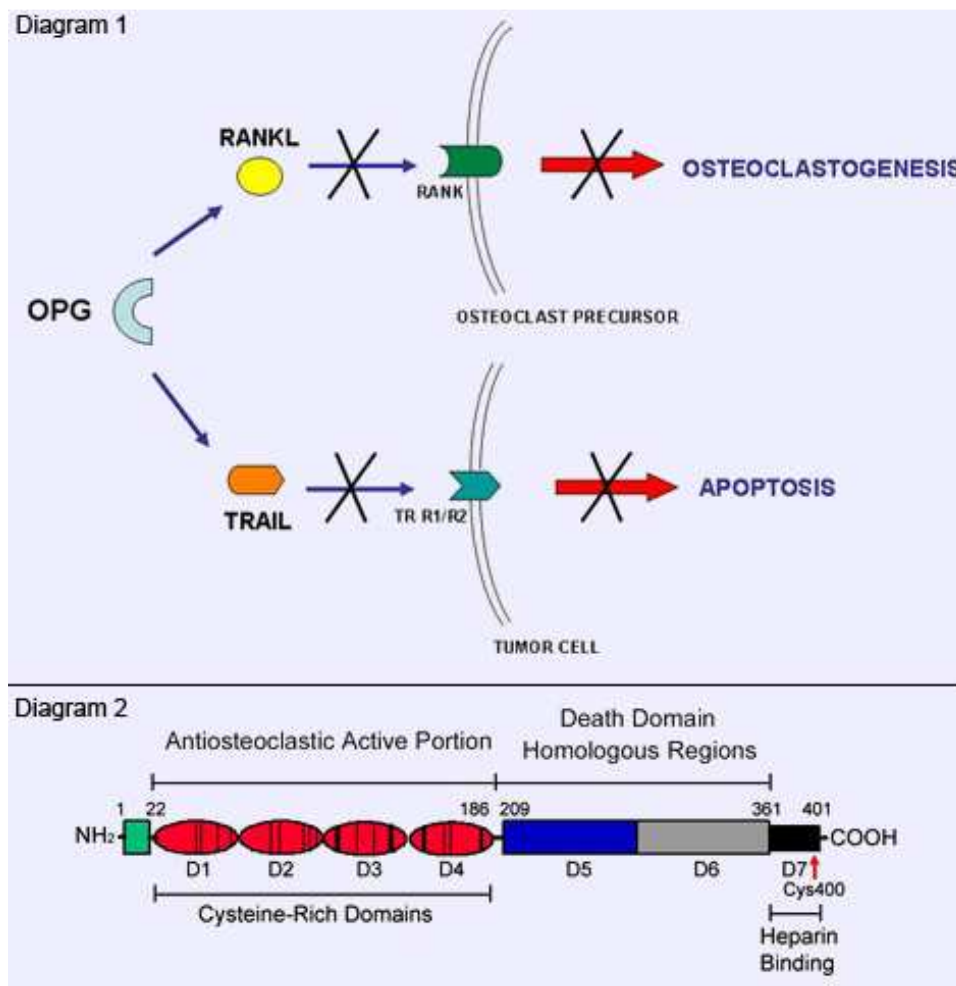 Diagram 1
RANKL
RANK
OSTEOCLASTOGENESIS
OPG
OSTEOCLAST PRECURSOR
TRAIL
TR R1/R2
APOPTOSIS
TUMOR CELL
Diagram 2
Antiosteoclastic Active Portion
Death Domain
Homologous Regions
1 22 186 209 361 401
NH2 COOH
D1 D2 D3 D4 D5 D6 D7
Cys400
Cysteine-Rich Domains
Heparin
Binding